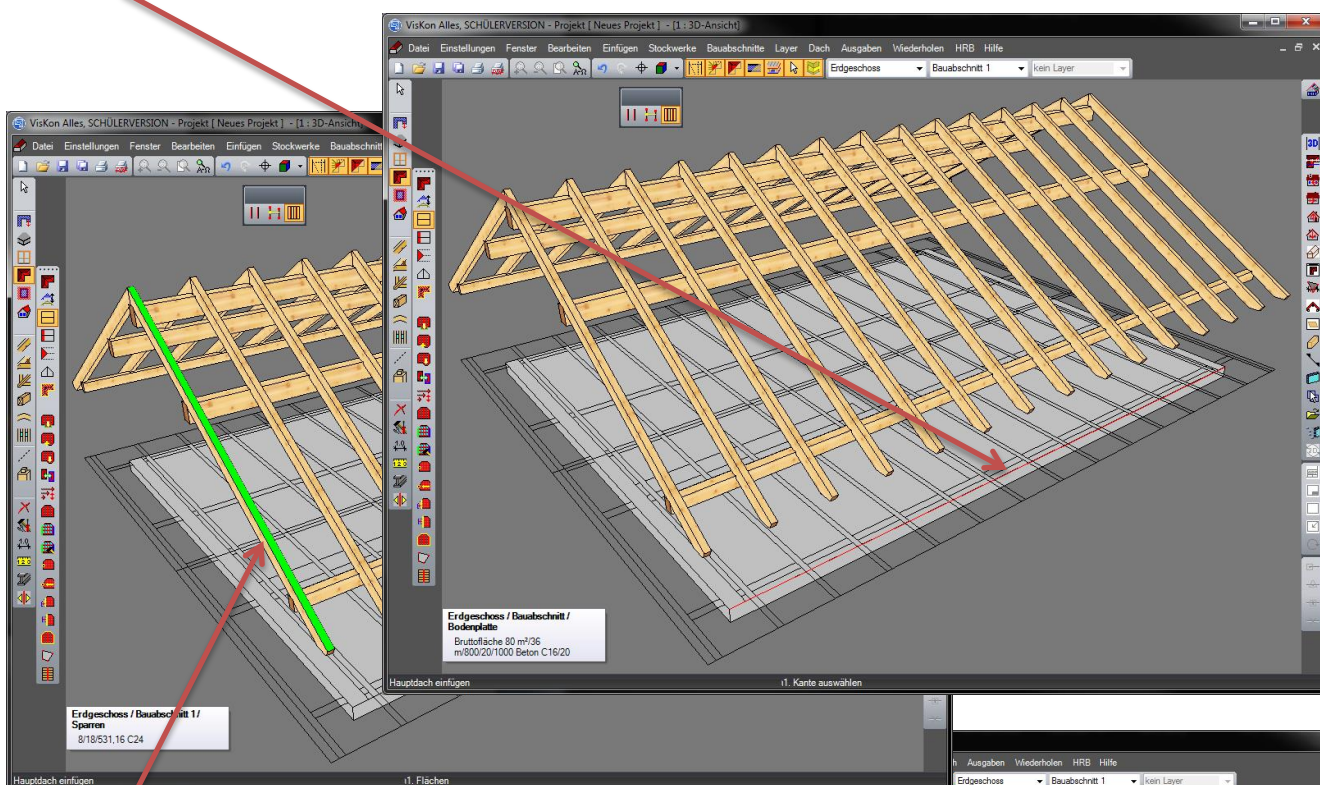 VisKon Alles, SCHÜLERVERSION - Projekt [ Neues Projekt ] - [1 : 3D-Ansicht]
Datei Einstellungen Fenster Bearbeiten Einfügen Stockwerke Bauabschnitte Layer Dach Ausgaben Wiederholen HRB Hilfe
Erdgeschoss Bauabschnitt 1 kein Layer
3D
Erdgeschoss / Bauabschnitt /
Bodenplatte
Bruttofläche 80 m²/36
m/800/20/1000 Beton C16/20
Hauptdach einfügen 1. Kante auswählen
VisKon Alles, SCHÜLERVERSION - Projekt [ Neues Projekt ] - [1 : 3D-Ansicht]
Datei Einstellungen Fenster Bearbeiten Einfügen Stockwerke Bauabschnitt
Erdgeschoss / Bauabschnitt 1 /
Sparren
8/18/531,16 C24
Hauptdach einfügen 1. Flächen
h Ausgaben Wiederholen HRB Hilfe
Erdgeschoss Bauabschnitt 1 kein Layer